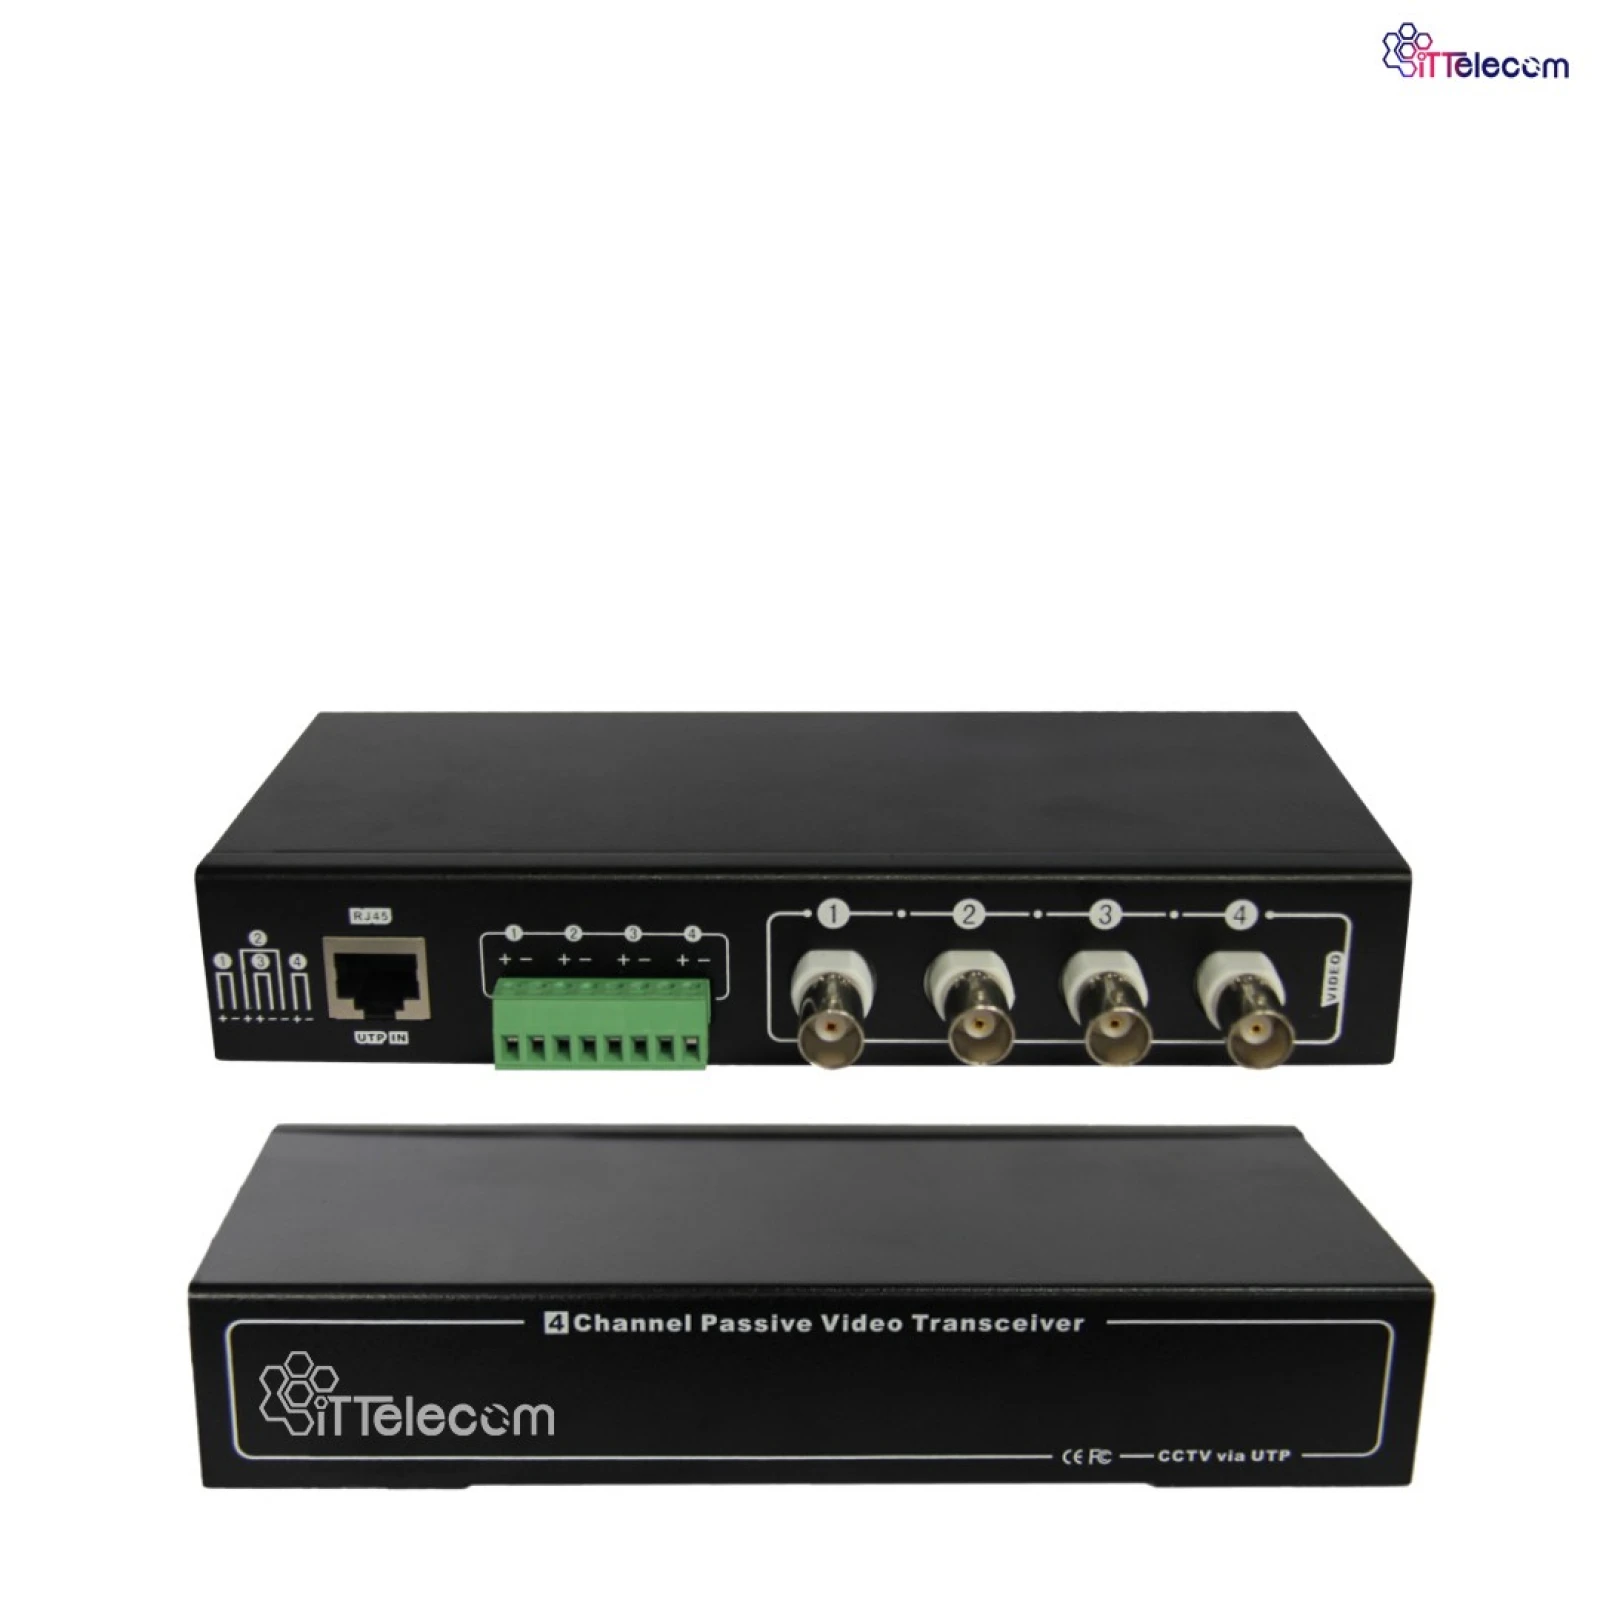 iTTelecom
1 2 3 4
RJ45
2
1 3 4
+ - + + - - + -
UTP IN
1 2 3 4
+ - + - + - + -
VIDEO
4 Channel Passive Video Transceiver
iTTelecom
CE FC CCTV via UTP